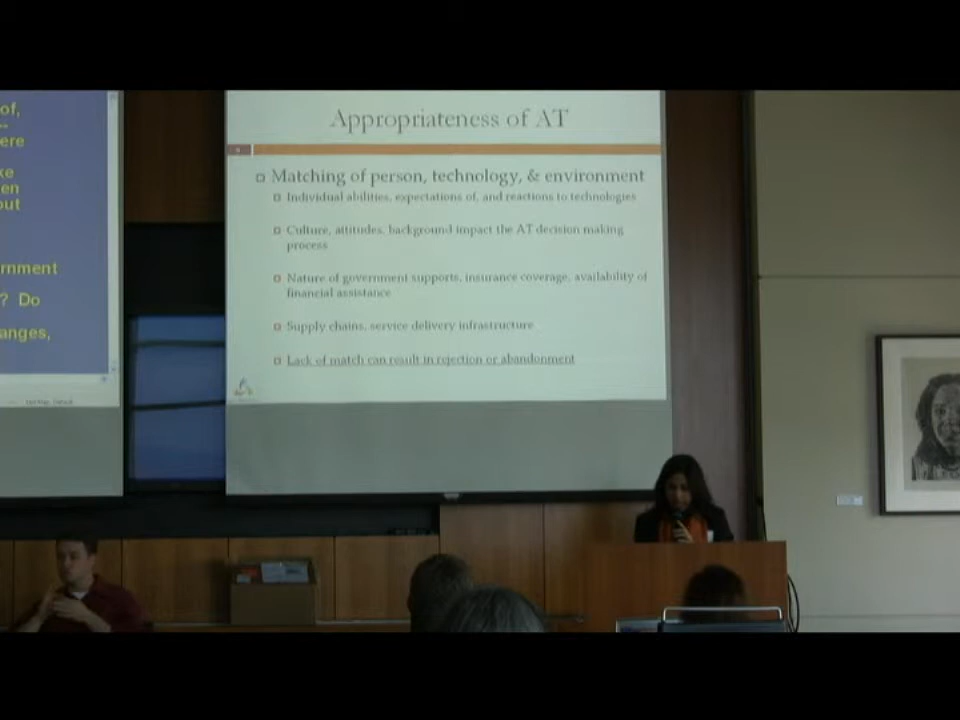 of,
--
ere
ke
en
out
rnment
? Do
anges,
Appropriateness of AT
Matching of person, technology, & environment
Individual abilities, expectations of, and reactions to technologies
Culture, attitudes, background impact the AT decision making
process
Nature of government supports, insurance coverage, availability of
financial assistance
Supply chains, service delivery infrastructure
Lack of match can result in rejection or abandonment